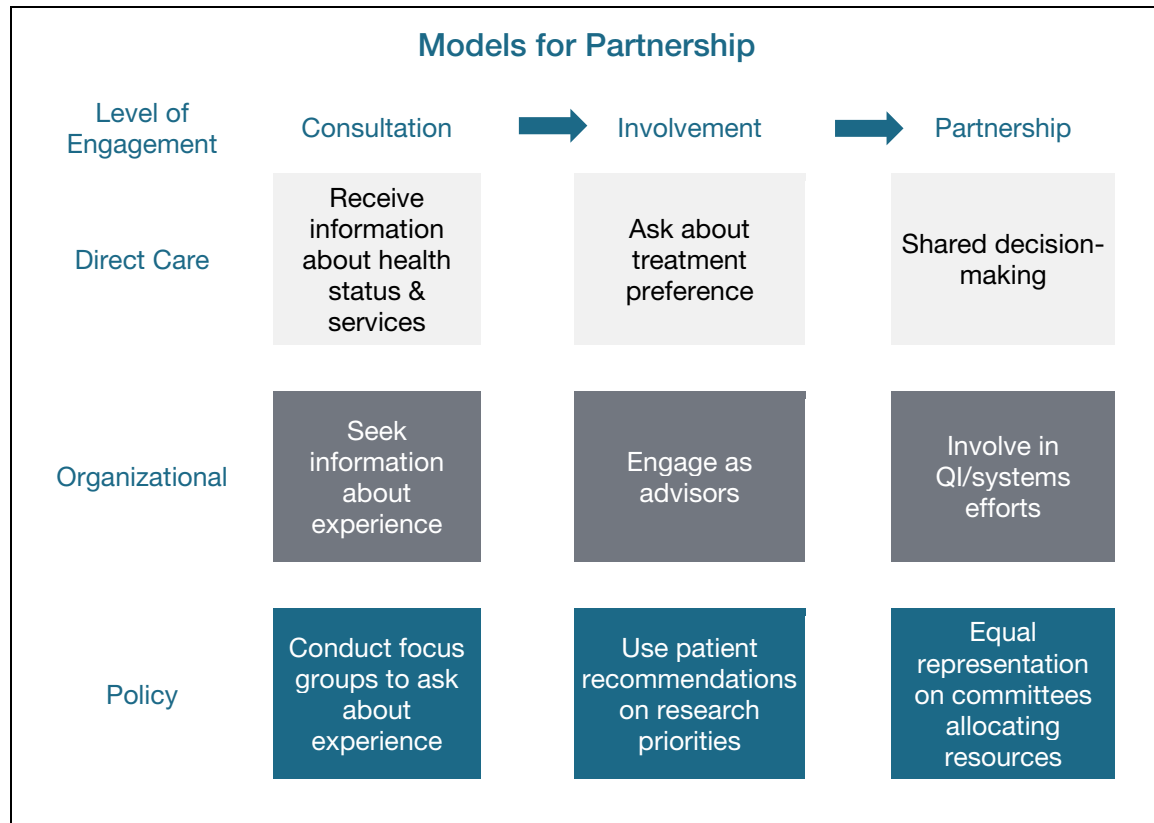 Models for Partnership
Level of
Engagement
Consultation
Involvement
Partnership
Direct Care
Receive
information
about health
status &
services
Ask about
treatment
preference
Shared decision-
making
Organizational
Seek
information
about
experience
Engage as
advisors
Involve in
QI/systems
efforts
Policy
Conduct focus
groups to ask
about
experience
Use patient
recommendations
on research
priorities
Equal
representation
on committees
allocating
resources